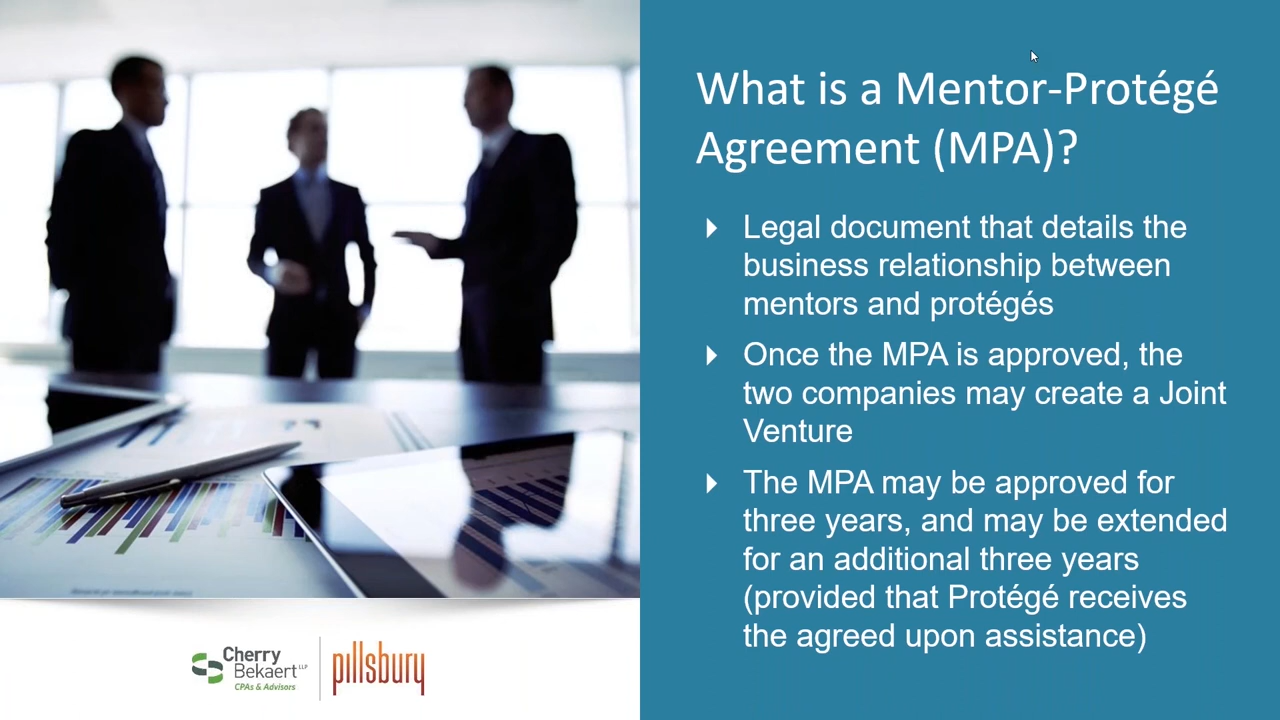 What is a Mentor-Protégé
Agreement (MPA)?
Legal document that details the
business relationship between
mentors and protégés
Once the MPA is approved, the
two companies may create a Joint
Venture
The MPA may be approved for
three years, and may be extended
for an additional three years
(provided that Protégé receives
the agreed upon assistance)
Cherry
Bekaert LLP
CPAs & Advisors
pillsbury